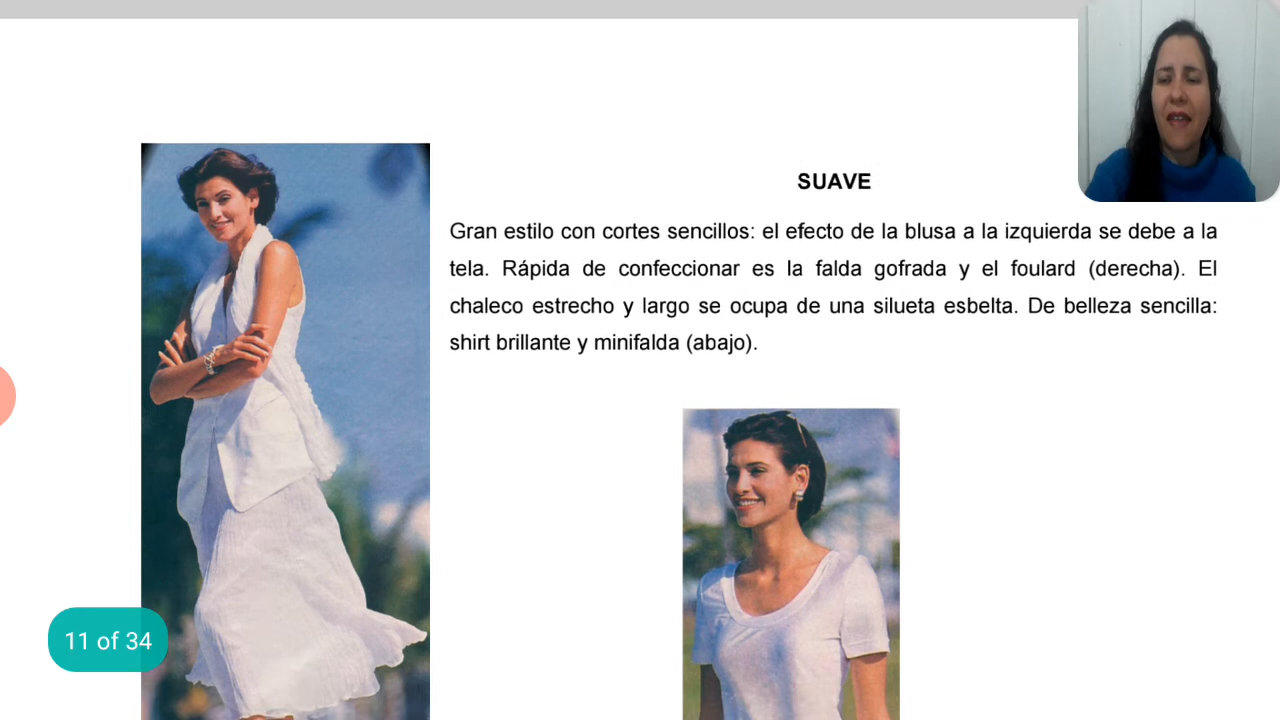 SUAVE
Gran estilo con cortes sencillos: el efecto de la blusa a la izquierda se debe a la
tela. Rápida de confeccionar es la falda gofrada y el foulard (derecha). El
chaleco estrecho y largo se ocupa de una silueta esbelta. De belleza sencilla:
shirt brillante y minifalda (abajo).
11 of 34